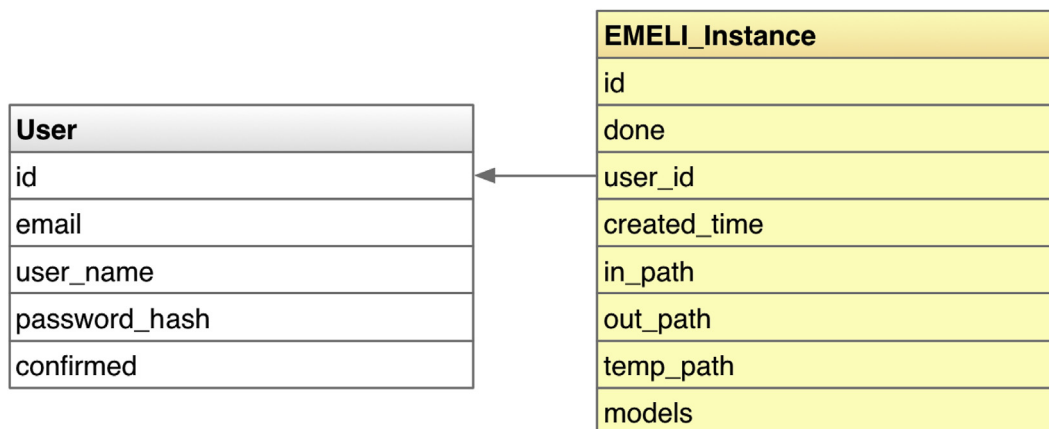 User
id
email
user_name
password_hash
confirmed
EMELI_Instance
id
done
user_id
created_time
in_path
out_path
temp_path
models